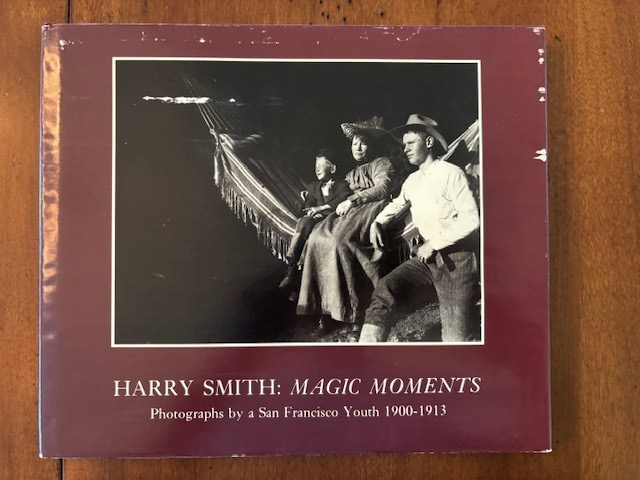 HARRY SMITH: MAGIC MOMENTS
Photographs by a San Francisco Youth 1900-1913